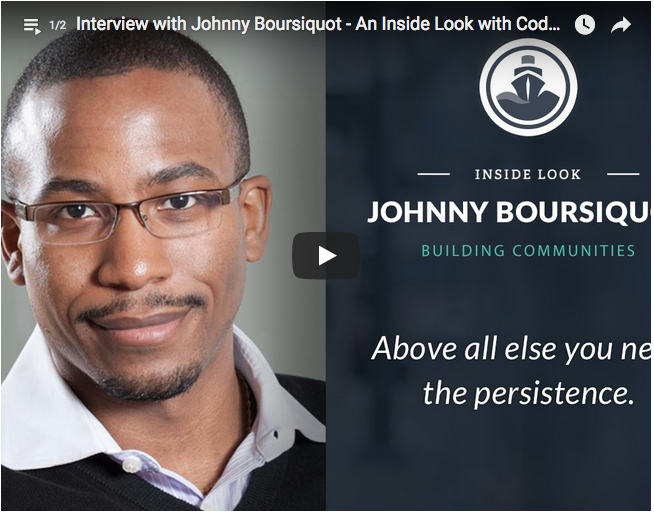 1/2 Interview with Johnny Boursiquot - An Inside Look with Cod...
INSIDE LOOK
JOHNNY BOURSIQU
BUILDING COMMUNITIES
Above all else you ne
the persistence.